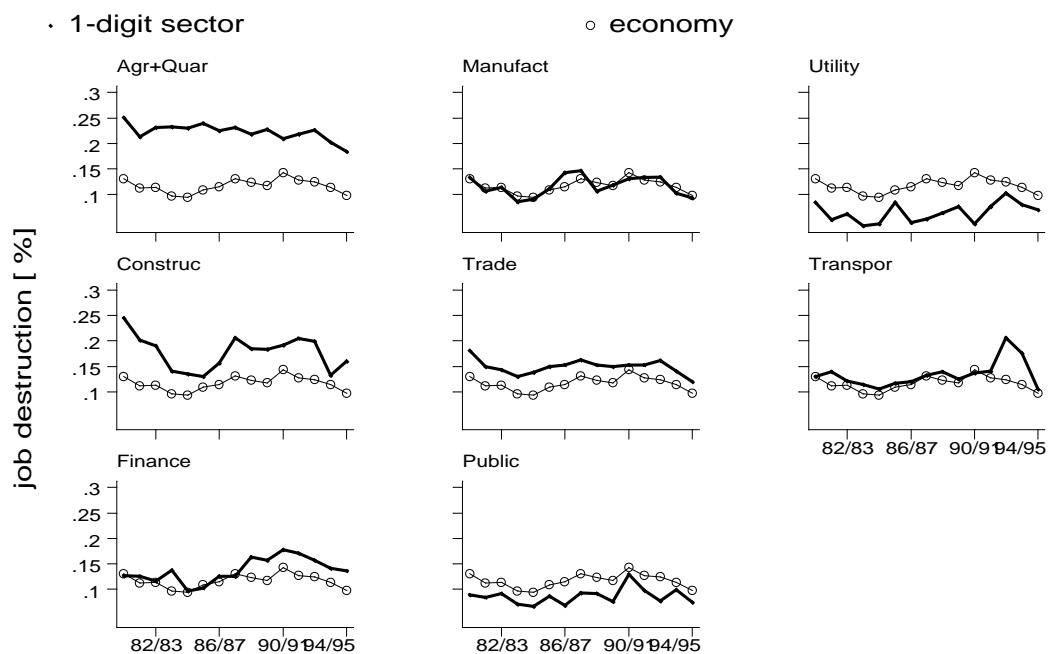 1-digit sector economy
Agr+Quar Manufact Utility
.3
.25
.2
.15
.1
Construc Trade Transpor
.3
.25
.2
.15
.1
82/83 86/87 90/91 94/95
Finance Public
.3
.25
.2
.15
.1
82/83 86/87 90/91 94/95 82/83 86/87 90/91 94/95
job destruction [ %]